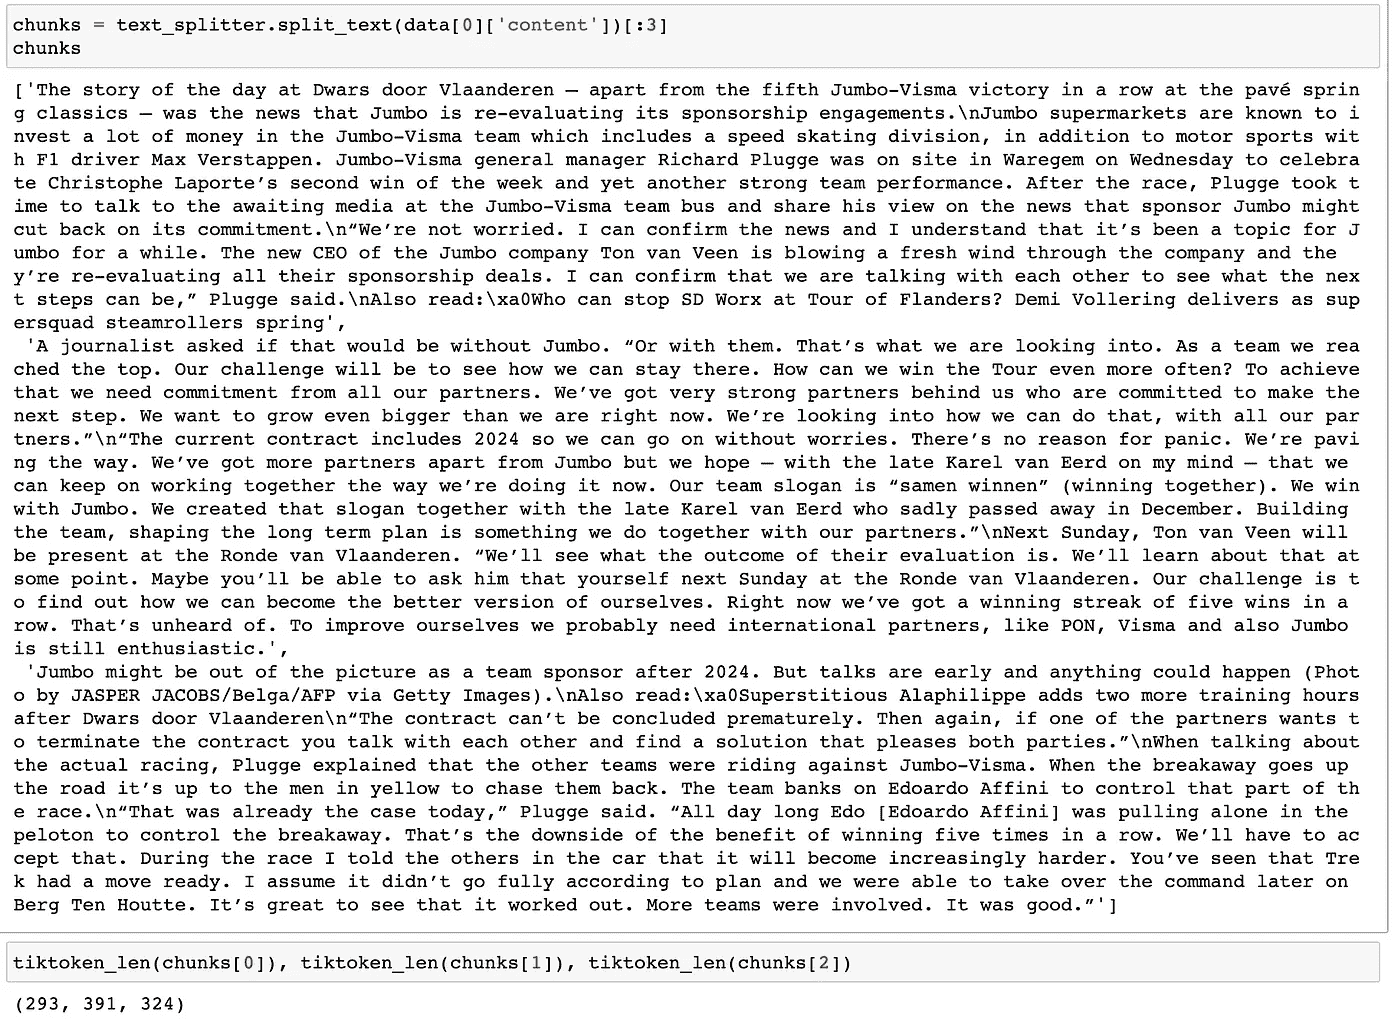 chunks = text_splitter.split_text(data[0]['content'])[:3]
chunks
['The story of the day at Dwars door Vlaanderen — apart from the fifth Jumbo-Visma victory in a row at the pavé sprin
g classics — was the news that Jumbo is re-evaluating its sponsorship engagements.\nJumbo supermarkets are known to i
nvest a lot of money in the Jumbo-Visma team which includes a speed skating division, in addition to motor sports wit
h F1 driver Max Verstappen. Jumbo-Visma general manager Richard Plugge was on site in Waregem on Wednesday to celebra
te Christophe Laporte’s second win of the week and yet another strong team performance. After the race, Plugge took t
ime to talk to the awaiting media at the Jumbo-Visma team bus and share his view on the news that sponsor Jumbo might
cut back on its commitment.\n“We’re not worried. I can confirm the news and I understand that it’s been a topic for J
umbo for a while. The new CEO of the Jumbo company Ton van Veen is blowing a fresh wind through the company and the
y’re re-evaluating all their sponsorship deals. I can confirm that we are talking with each other to see what the nex
t steps can be,” Plugge said.\nAlso read:\xa0Who can stop SD Worx at Tour of Flanders? Demi Vollering delivers as sup
ersquad steamrollers spring',
'A journalist asked if that would be without Jumbo. “Or with them. That’s what we are looking into. As a team we rea
ched the top. Our challenge will be to see how we can stay there. How can we win the Tour even more often? To achieve
that we need commitment from all our partners. We’ve got very strong partners behind us who are committed to make the
next step. We want to grow even bigger than we are right now. We’re looking into how we can do that, with all our par
tners.”\n“The current contract includes 2024 so we can go on without worries. There’s no reason for panic. We’re pavi
ng the way. We’ve got more partners apart from Jumbo but we hope — with the late Karel van Eerd on my mind — that we
can keep on working together the way we’re doing it now. Our team slogan is “samen winnen” (winning together). We win
with Jumbo. We created that slogan together with the late Karel van Eerd who sadly passed away in December. Building
the team, shaping the long term plan is something we do together with our partners.”\nNext Sunday, Ton van Veen will
be present at the Ronde van Vlaanderen. “We’ll see what the outcome of their evaluation is. We’ll learn about that at
some point. Maybe you’ll be able to ask him that yourself next Sunday at the Ronde van Vlaanderen. Our challenge is t
o find out how we can become the better version of ourselves. Right now we’ve got a winning streak of five wins in a
row. That’s unheard of. To improve ourselves we probably need international partners, like PON, Visma and also Jumbo
is still enthusiastic.',
'Jumbo might be out of the picture as a team sponsor after 2024. But talks are early and anything could happen (Phot
o by JASPER JACOBS/Belga/AFP via Getty Images).\nAlso read:\xa0Superstitious Alaphilippe adds two more training hours
after Dwars door Vlaanderen\n“The contract can’t be concluded prematurely. Then again, if one of the partners wants t
o terminate the contract you talk with each other and find a solution that pleases both parties.”\nWhen talking about
the actual racing, Plugge explained that the other teams were riding against Jumbo-Visma. When the breakaway goes up
the road it’s up to the men in yellow to chase them back. The team banks on Edoardo Affini to control that part of th
e race.\n“That was already the case today,” Plugge said. “All day long Edo [Edoardo Affini] was pulling alone in the
peloton to control the breakaway. That’s the downside of the benefit of winning five times in a row. We’ll have to ac
cept that. During the race I told the others in the car that it will become increasingly harder. You’ve seen that Tre
k had a move ready. I assume it didn’t go fully according to plan and we were able to take over the command later on
Berg Ten Houtte. It’s great to see that it worked out. More teams were involved. It was good.”']
tiktoken_len(chunks[0]), tiktoken_len(chunks[1]), tiktoken_len(chunks[2])
(293, 391, 324)